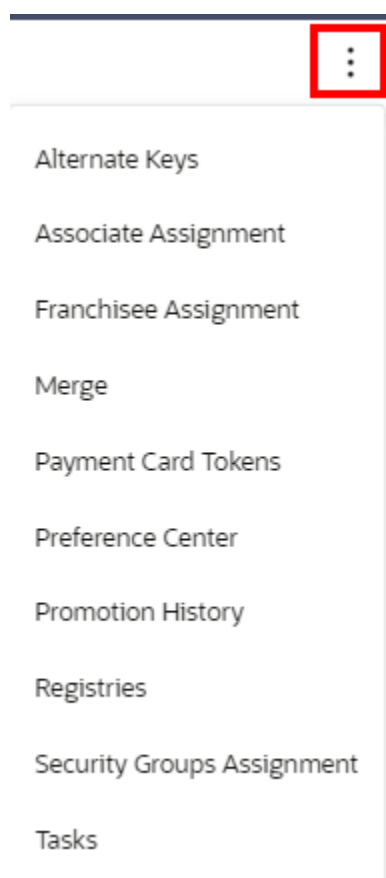 Alternate Keys
Associate Assignment
Franchisee Assignment
Merge
Payment Card Tokens
Preference Center
Promotion History
Registries
Security Groups Assignment
Tasks